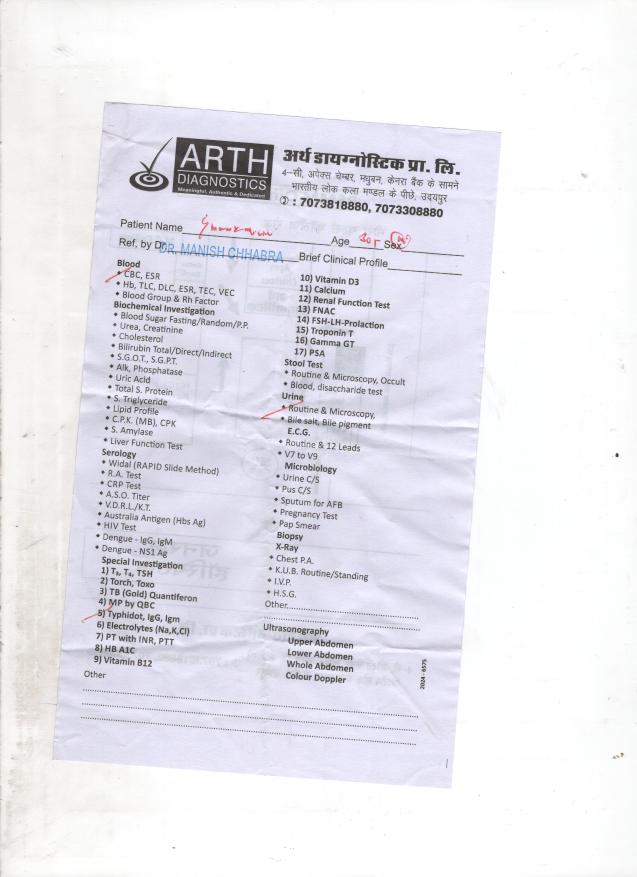 ARTH
DIAGNOSTICS
Meaningful, Authentic & Dedicated
अर्थ डायग्नोस्टिक प्रा. लि.
4-सी, अपेक्स चेम्बर, मधुबन, केनरा बैंक के सामने
भारतीय लोक कला मण्डल के पीछे, उदयपुर
: 7073818880, 7073308880
Patient Name Age Sex
Ref, by Dr. DR. MANISH CHHABRA Brief Clinical Profile
Blood
CBC, ESR
Hb, TLC, DLC, ESR, TEC, VEC
Blood Group & Rh Factor
Biochemical Investigation
Blood Sugar Fasting/Random/P.P.
Urea, Creatinine
Cholesterol
Bilirubin Total/Direct/Indirect
S.G.O.T., S.G.P.T.
Alk, Phosphatase
Uric Acid
Total S. Protein
S. Triglyceride
Lipid Profile
C.P.K. (MB), CPK
S. Amylase
Liver Function Test
Serology
Widal (RAPID Slide Method)
R.A. Test
CRP Test
A.S.O. Titer
V.D.R.L./K.T.
Australia Antigen (Hbs Ag)
HIV Test
Dengue - IgG, IgM
Dengue - NS1 Ag
Special Investigation
1) T₃, T₄, TSH
2) Torch, Toxo
3) TB (Gold) Quantiferon
4) MP by QBC
5) Typhidot, IgG, Igm
6) Electrolytes (Na,K,Cl)
7) PT with INR, PTT
8) HB A1C
9) Vitamin B12
Other
10) Vitamin D3
11) Calcium
12) Renal Function Test
13) FNAC
14) FSH-LH-Prolaction
15) Troponin T
16) Gamma GT
17) PSA
Stool Test
Routine & Microscopy, Occult
Blood, disaccharide test
Urine
Routine & Microscopy,
Bile salt, Bile pigment
E.C.G.
Routine & 12 Leads
V7 to V9
Microbiology
Urine C/S
Pus C/S
Sputum for AFB
Pregnancy Test
Pap Smear
Biopsy
X-Ray
Chest P.A.
K.U.B. Routine/Standing
I.V.P.
H.S.G.
Other
Ultrasonography
Upper Abdomen
Lower Abdomen
Whole Abdomen
Colour Doppler
2024 - 6575